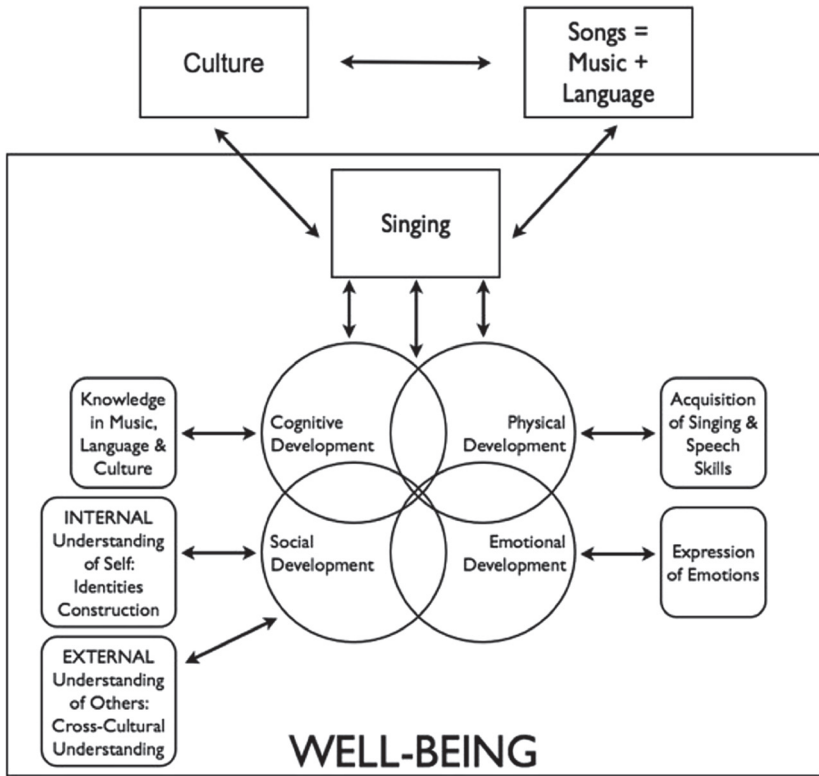 Culture
Songs =
Music +
Language
Singing
Knowledge
in Music,
Language &
Culture
Cognitive
Development
Physical
Development
Acquisition
of Singing &
Speech
Skills
INTERNAL
Understanding
of Self:
Identities
Construction
Social
Development
Emotional
Development
Expression
of Emotions
EXTERNAL
Understanding
of Others:
Cross-Cultural
Understanding
WELL-BEING